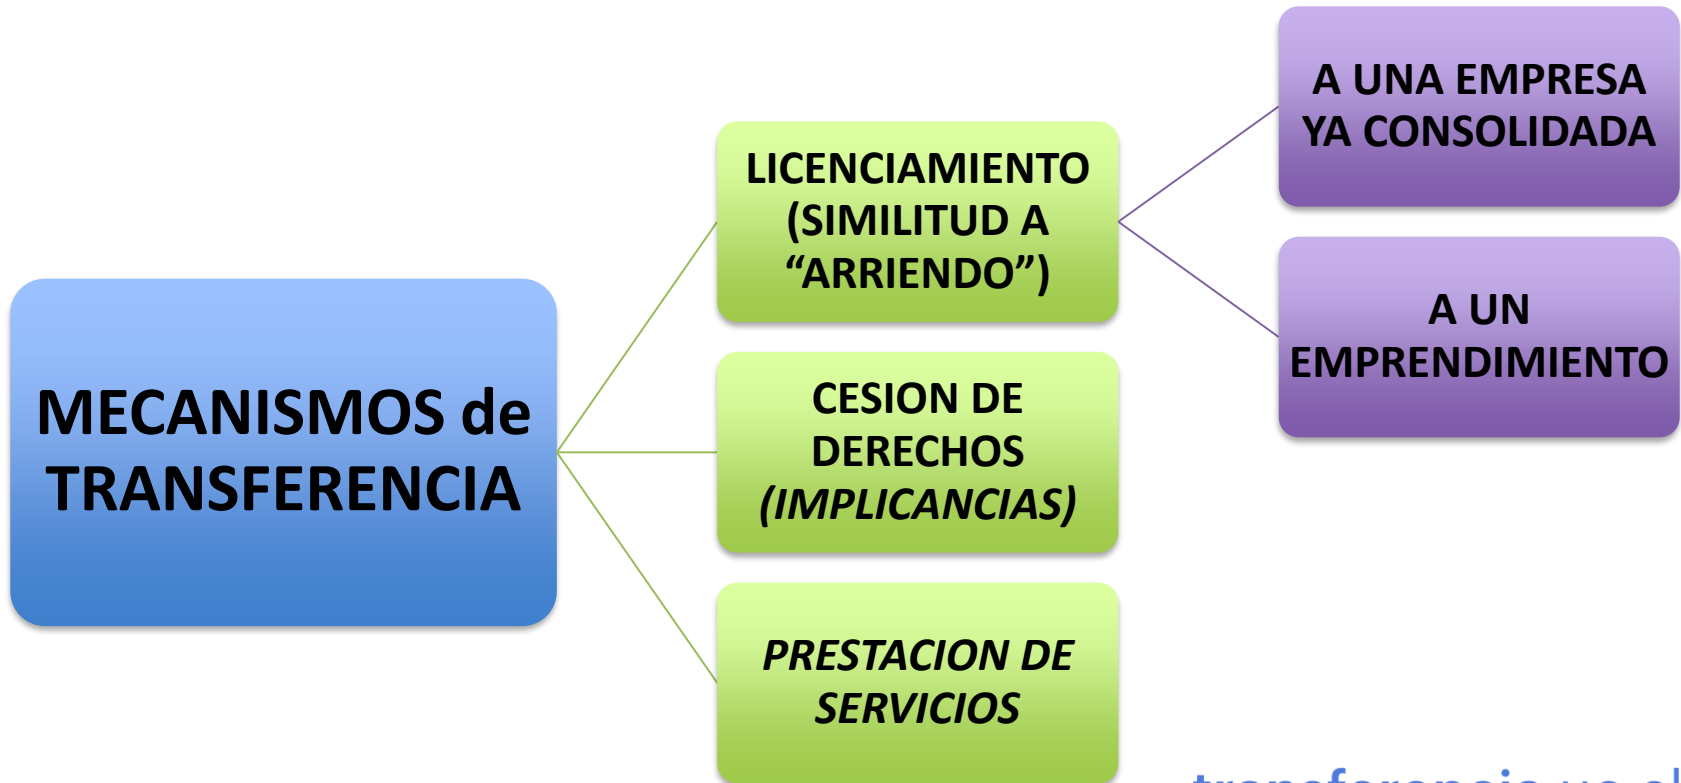 MECANISMOS de
TRANSFERENCIA
LICENCIAMIENTO
(SIMILITUD A
“ARRIENDO”)
CESION DE
DERECHOS
(IMPLICANCIAS)
PRESTACION DE
SERVICIOS
A UNA EMPRESA
YA CONSOLIDADA
A UN
EMPRENDIMIENTO